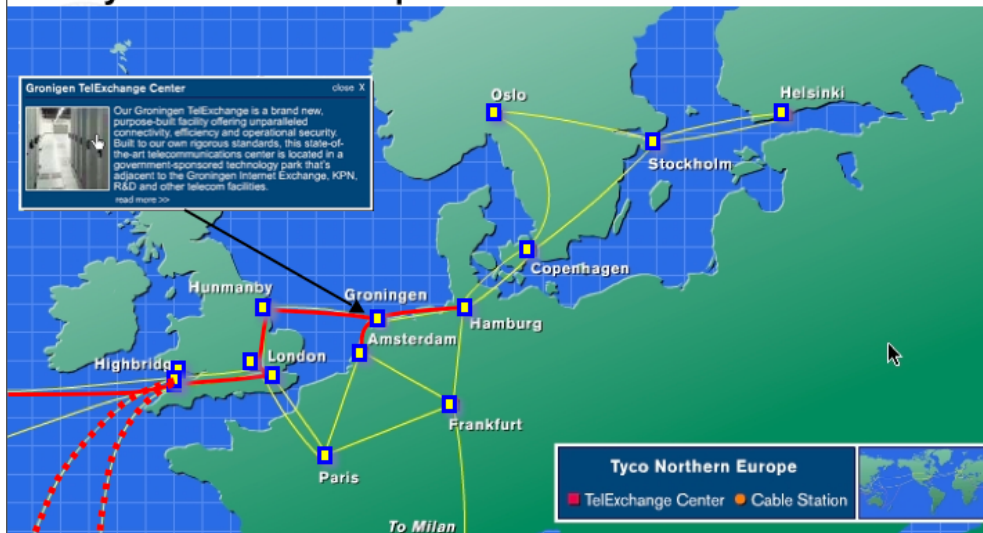 Gronigen TelExchange Center
close X
Our Groningen TelExchange is a brand new,
purpose-built facility offering unparalleled
connectivity, efficiency and operational security.
Built to our own rigorous standards, this state-of-
the-art telecommunications center is located in a
government-sponsored technology park that's
adjacent to the Groningen Internet Exchange, KPN,
R&D and other telecom facilities.
read more >>
Oslo
Helsinki
Stockholm
Copenhagen
Hunmanby
Groningen
Hamburg
Amsterdam
London
Highbridge
Frankfurt
Paris
To Milan
Tyco Northern Europe
TelExchange Center
Cable Station